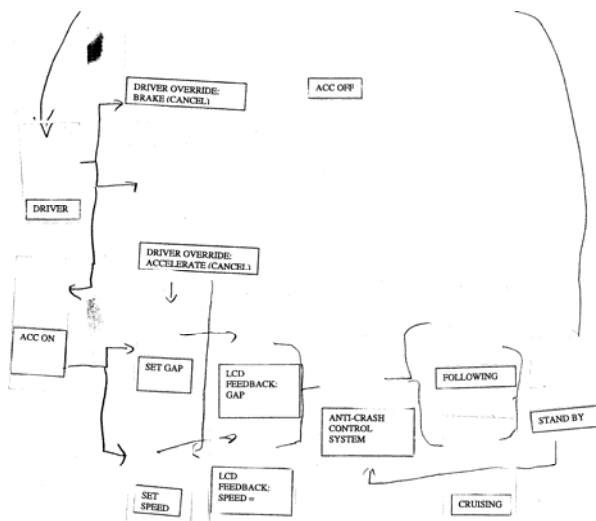 DRIVER OVERRIDE:
BRAKE (CANCEL)
ACC OFF
DRIVER
DRIVER OVERRIDE:
ACCELERATE (CANCEL)
ACC ON
SET GAP
LCD
FEEDBACK:
GAP
FOLLOWING
ANTI-CRASH
CONTROL
SYSTEM
STAND BY
SET
SPEED
LCD
FEEDBACK:
SPEED =
CRUISING